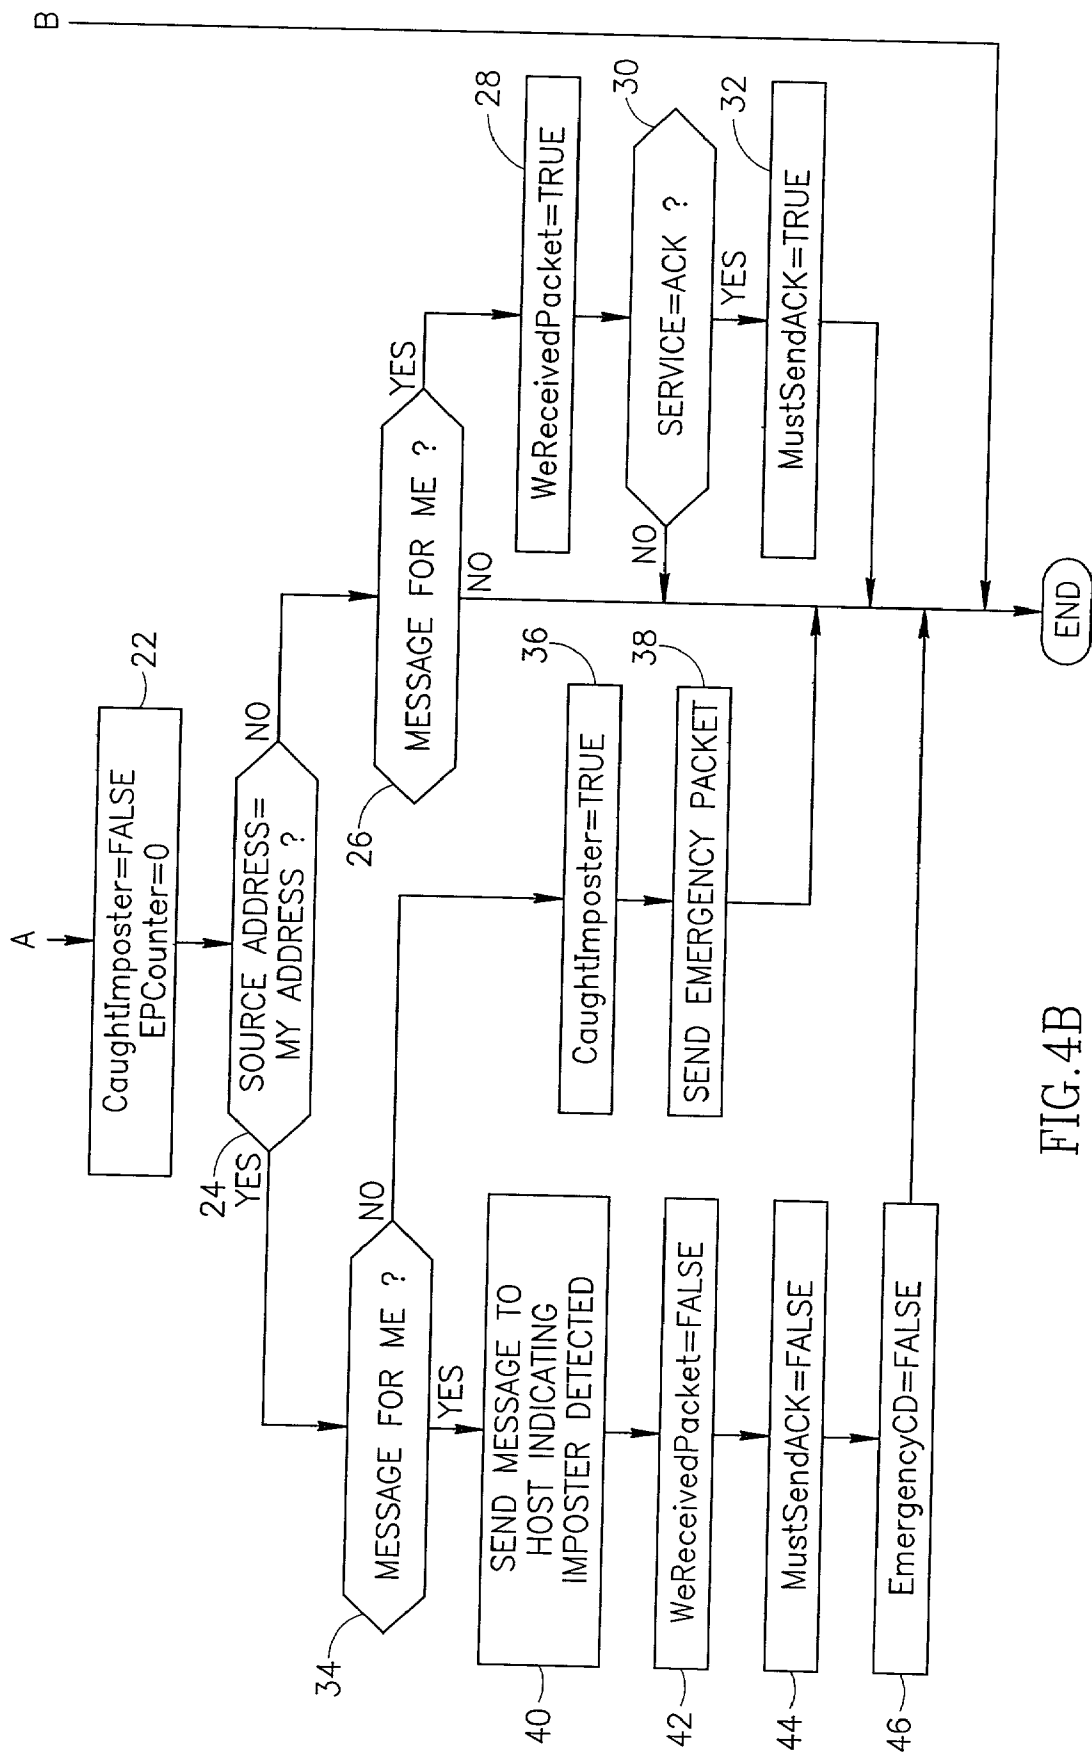 A
B
CaughtImposter=FALSE
EPCounter=0
22
SOURCE ADDRESS=
MY ADDRESS ?
24
YES
NO
MESSAGE FOR ME ?
34
NO
YES
MESSAGE FOR ME ?
26
YES
NO
SEND MESSAGE TO
HOST INDICATING
IMPOSTER DETECTED
40
WeReceivedPacket=FALSE
42
MustSendACK=FALSE
44
EmergencyCD=FALSE
46
CaughtImposter=TRUE
36
SEND EMERGENCY PACKET
38
WeReceivedPacket=TRUE
28
SERVICE=ACK ?
30
NO
YES
MustSendACK=TRUE
32
END
FIG.4B